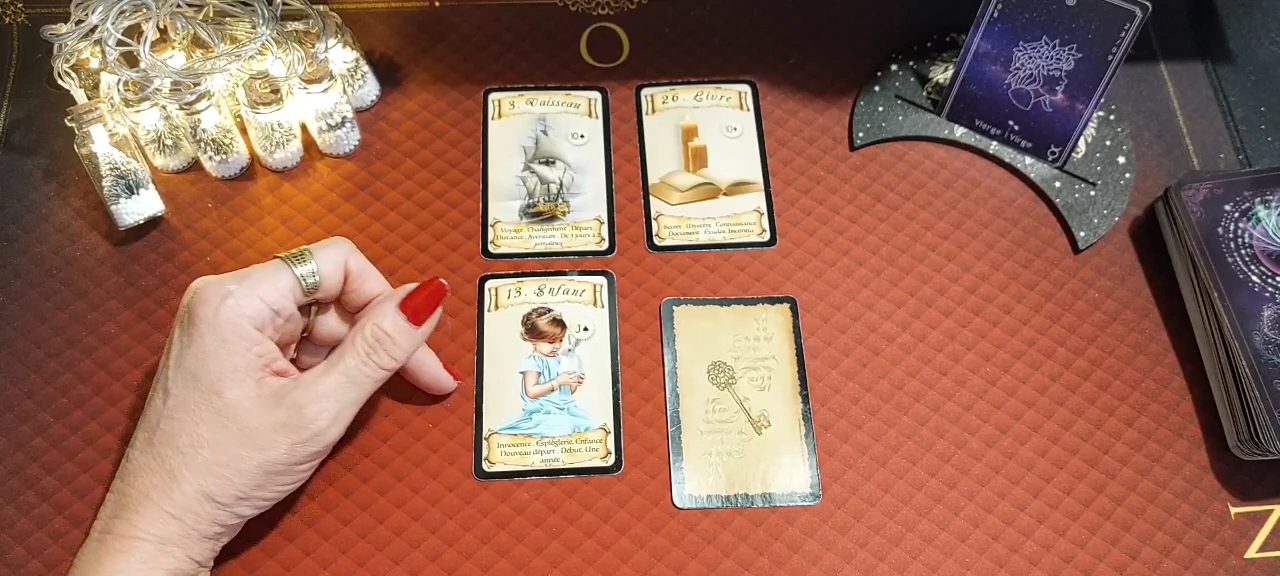 O
3. Vaisseau
10♠
Voyage . Changement . Départ .
Distance . Aventure . De 3 jours à 2
semaines
26. Livre
10♦
Secret . Mystère . Connaissance
Document . Études Inconnu
Vierge | Virgo
13. Enfant
J♠
Innocence . Espièglerie. Enfance
Nouveau départ . Début. Une
année
Z